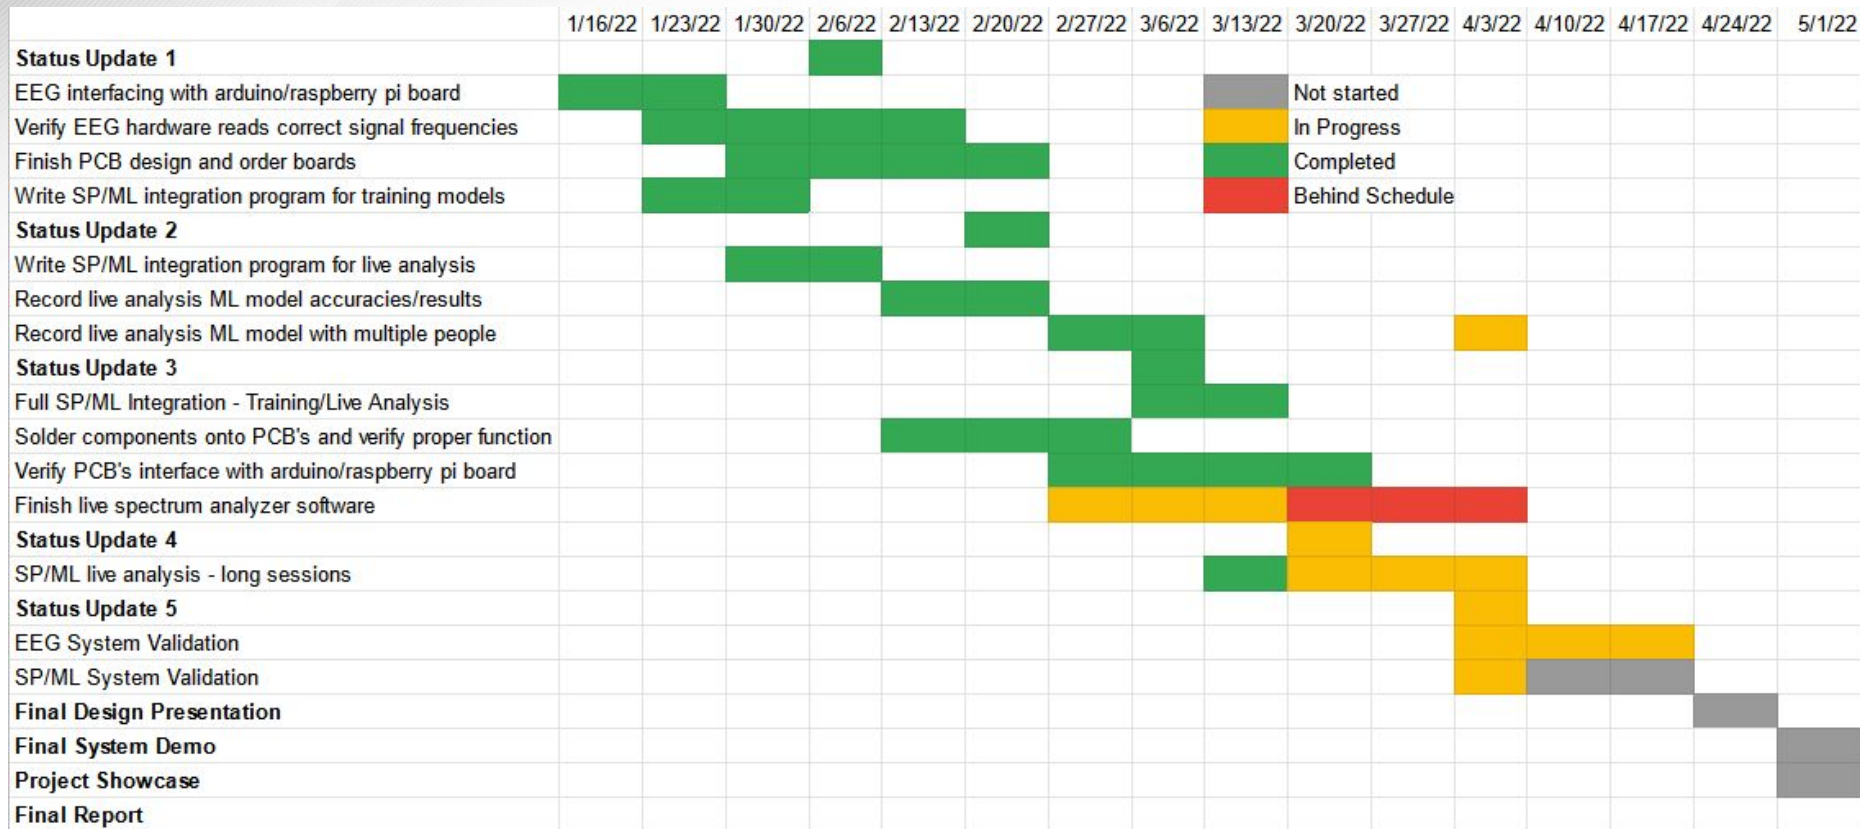 1/16/22 1/23/22 1/30/22 2/6/22 2/13/22 2/20/22 2/27/22 3/6/22 3/13/22 3/20/22 3/27/22 4/3/22 4/10/22 4/17/22 4/24/22 5/1/22
Status Update 1
EEG interfacing with arduino/raspberry pi board Not started
Verify EEG hardware reads correct signal frequencies In Progress
Finish PCB design and order boards Completed
Write SP/ML integration program for training models Behind Schedule
Status Update 2
Write SP/ML integration program for live analysis
Record live analysis ML model accuracies/results
Record live analysis ML model with multiple people
Status Update 3
Full SP/ML Integration - Training/Live Analysis
Solder components onto PCB's and verify proper function
Verify PCB's interface with arduino/raspberry pi board
Finish live spectrum analyzer software
Status Update 4
SP/ML live analysis - long sessions
Status Update 5
EEG System Validation
SP/ML System Validation
Final Design Presentation
Final System Demo
Project Showcase
Final Report